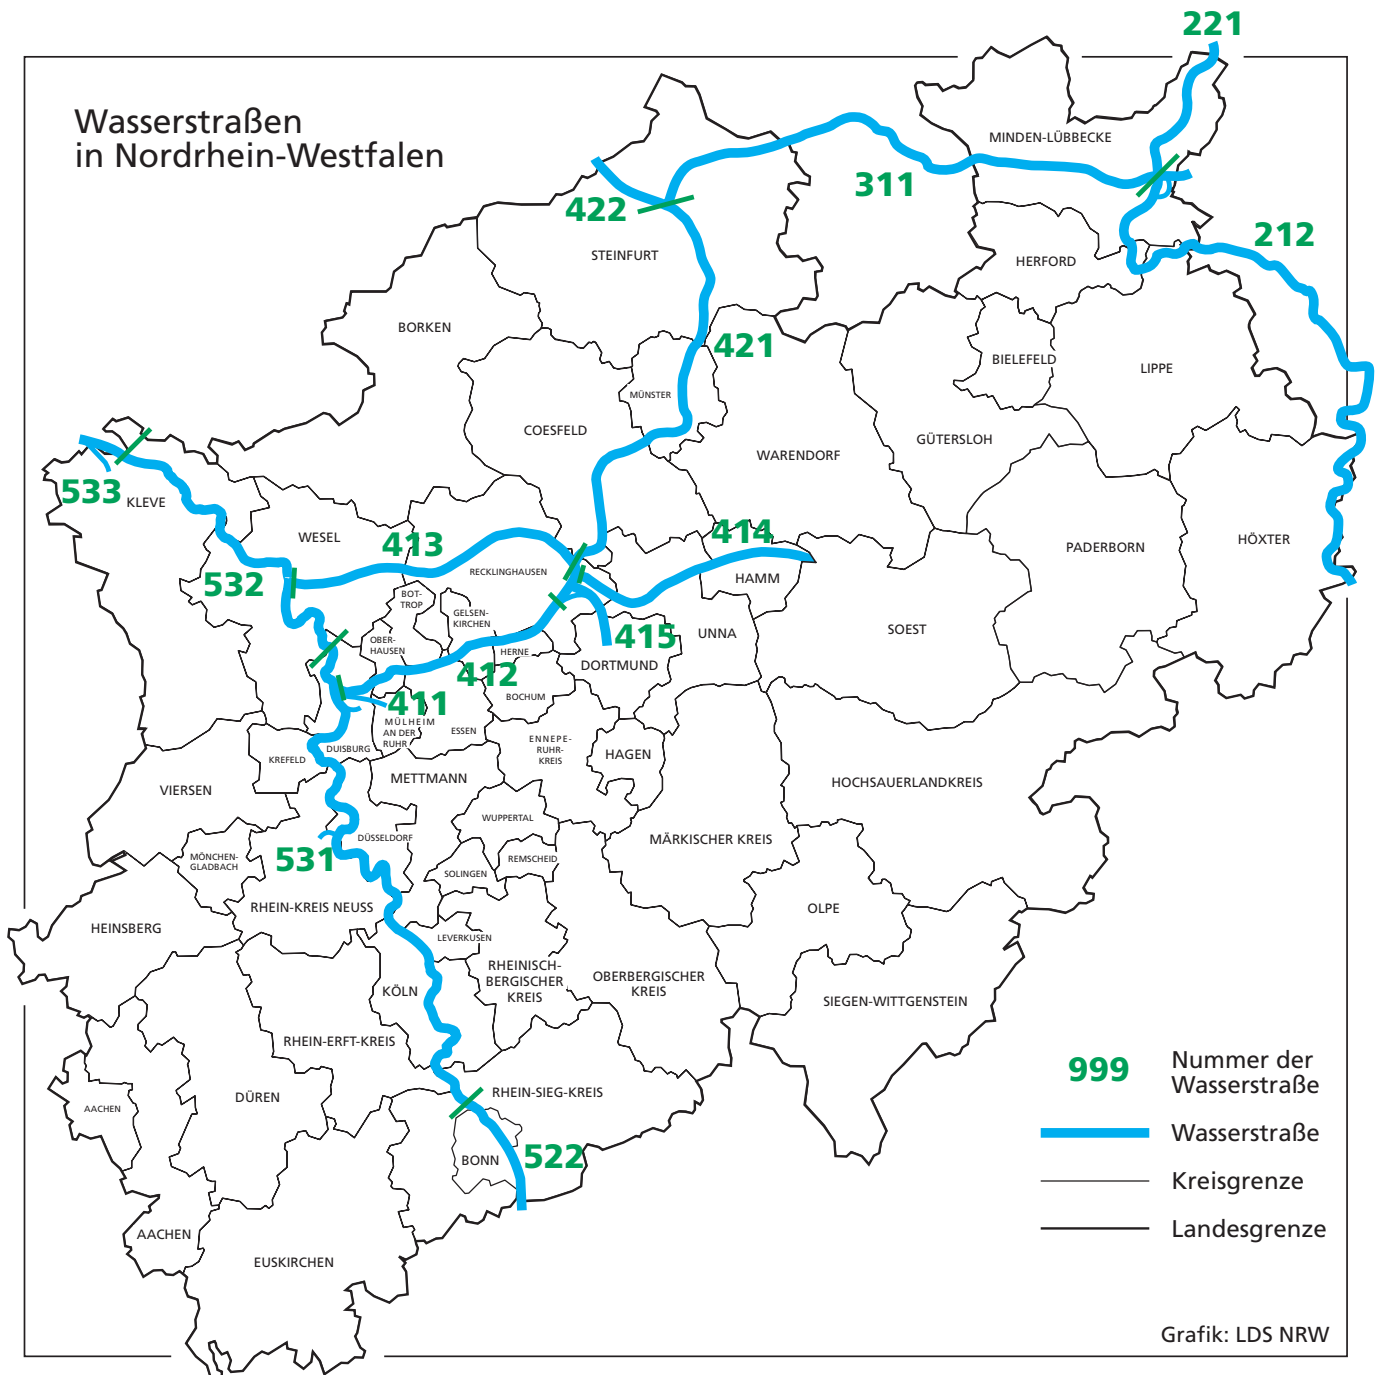 221
Wasserstraßen
in Nordrhein-Westfalen
MINDEN-LÜBBECKE
311
422
212
STEINFURT
HERFORD
BORKEN
421
BIELEFELD
LIPPE
MÜNSTER
COESFELD
GÜTERSLOH
WARENDORF
533
KLEVE
WESEL
413
414
PADERBORN
HÖXTER
RECKLINGHAUSEN
HAMM
532
BOT-
TROP
GELSEN-
KIRCHEN
SOEST
UNNA
415
OBER-
HAUSEN
HERNE
DORTMUND
412
411
BOCHUM
MÜLHEIM
AN DER
RUHR
ESSEN
ENNEPE-
RUHR-
KREIS
HAGEN
DUISBURG
KREFELD
METTMANN
HOCHSAUERLANDKREIS
VIERSEN
WUPPERTAL
DÜSSELDORF
MÄRKISCHER KREIS
MÖNCHEN-
GLADBACH
531
REMSCHEID
SOLINGEN
RHEIN-KREIS NEUSS
OLPE
HEINSBERG
LEVERKUSEN
RHEINISCH-
BERGISCHER
KREIS
OBERBERGISCHER
KREIS
KÖLN
SIEGEN-WITTGENSTEIN
RHEIN-ERFT-KREIS
999
Nummer der
Wasserstraße
RHEIN-SIEG-KREIS
DÜREN
AACHEN
Wasserstraße
522
BONN
Kreisgrenze
AACHEN
Landesgrenze
EUSKIRCHEN
Grafik: LDS NRW